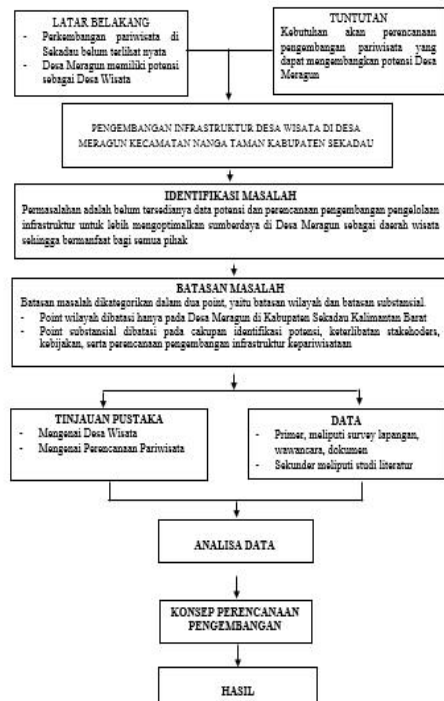 LATAR BELAKANG
- Perkembangan pariwisata di
Sekadau belum terlihat nyata
- Desa Meragun memiliki potensi
sebagai Desa Wisata
TUNTUTAN
Kebutuhan akan perencanaan
pengembangan pariwisata yang
dapat mengembangkan potensi Desa
Meragun
PENGEMBANGAN INFRASTRUKTUR DESA WISATA DI DESA
MERAGUN KECAMATAN NANGA TAMAN KABUPATEN SEKADAU
IDENTIFIKASI MASALAH
Permasalahan adalah belum tersedianya data potensi dan perencanaan pengembangan pengelolaan
infrastruktur untuk lebih mengoptimalkan sumberdaya di Desa Meragun sebagai daerah wisata
sehingga bermanfaat bagi semua pihak
BATASAN MASALAH
Batasan masalah dikategorikan dalam dua point, yaitu batasan wilayah dan batasan substansial.
- Point wilayah dibatasi hanya pada Desa Meragun di Kabupaten Sekadau Kalimantan Barat
- Point substansial dibatasi pada cakupan identifikasi potensi, keterlibatan stakehoders,
kebijakan, serta perencanaan pengembangan infrastruktur kepariwisataan
TINJAUAN PUSTAKA
- Mengenai Desa Wisata
- Mengenai Perencanaan Pariwisata
DATA
- Primer, meliputi survey lapangan,
wawancara, dokumen
- Sekunder meliputi studi literatur
ANALISA DATA
KONSEP PERENCANAAN
PENGEMBANGAN
HASIL